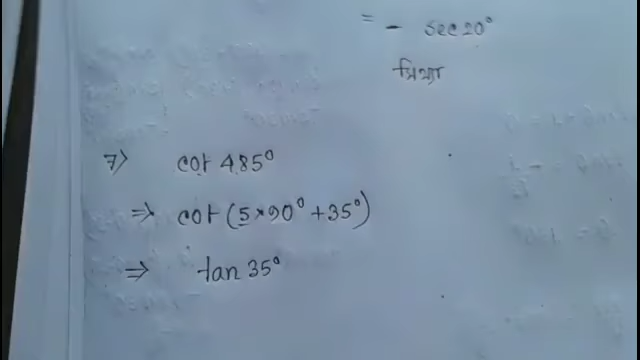 = - sec 20°
মিথ্যা
7) cot 485°
⇒ cot (5×90° + 35°)
⇒ tan 35°